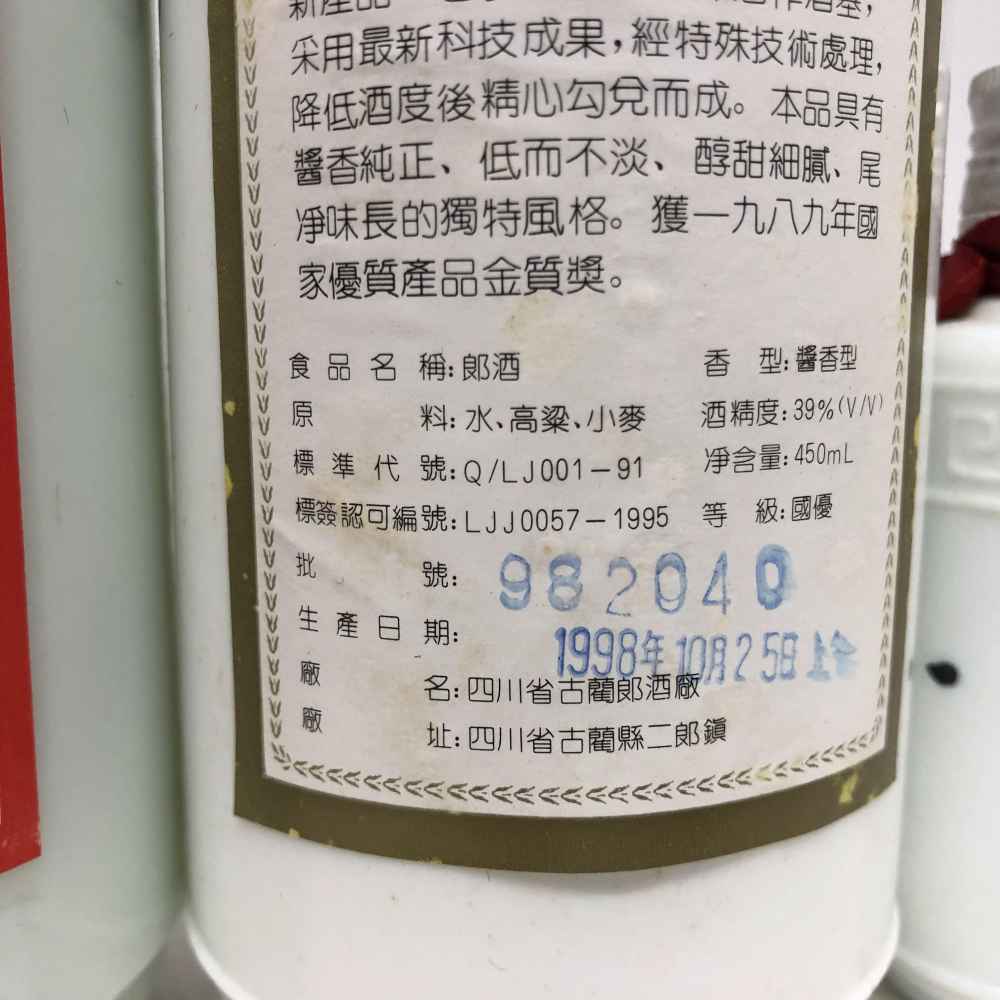 新產品
采用最新科技成果，經特殊技術處理，
降低酒度後精心勾兌而成。本品具有
醬香純正、低而不淡、醇甜細膩、尾
凈味長的獨特風格。獲一九八九年國
家優質產品金質獎。
食品名稱：郎酒 香型：醬香型
原料：水、高粱、小麥 酒精度：39%(V/V)
標準代號：Q/LJ001－91 凈含量：450mL
標簽認可編號：LJJ0057－1995 等級：國優
批號：982040
生產日期：1998年10月25日上
廠名：四川省古藺郎酒廠
廠址：四川省古藺縣二郎鎮